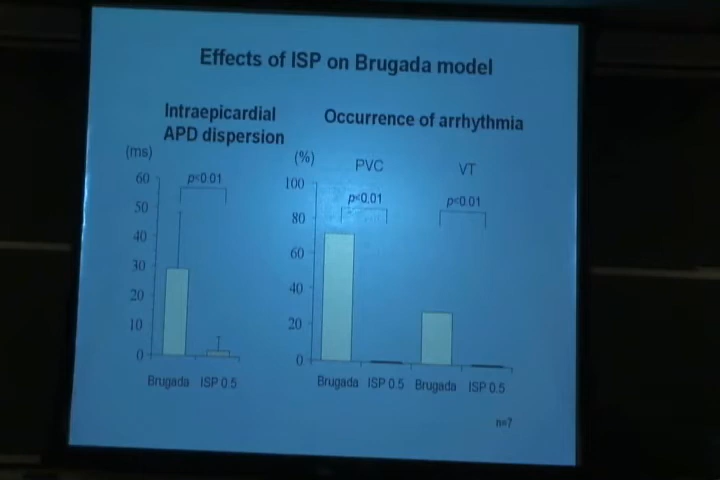 Effects of ISP on Brugada model
Intraepicardial
APD dispersion
(ms)
p<0.01
60
50
40
30
20
10
0
Brugada ISP 0.5
Occurrence of arrhythmia
(%)
PVC VT
p<0.01 p<0.01
100
80
60
40
20
0
Brugada ISP 0.5 Brugada ISP 0.5
n=7